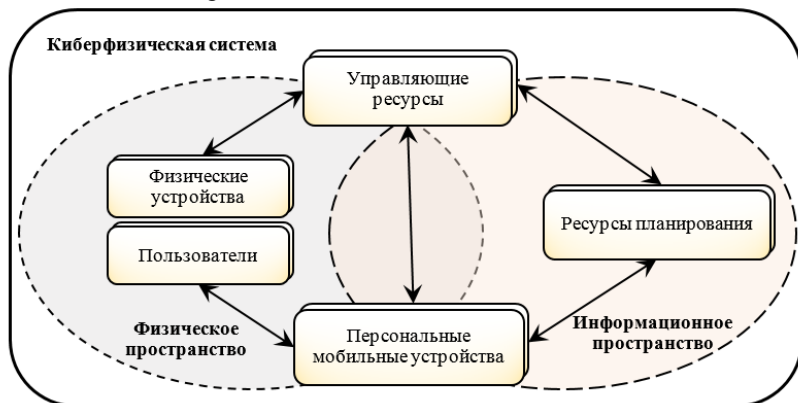 Киберфизическая система
Управляющие
ресурсы
Физические
устройства
Пользователи
Ресурсы планирования
Физическое
пространство
Персональные
мобильные устройства
Информационное
пространство